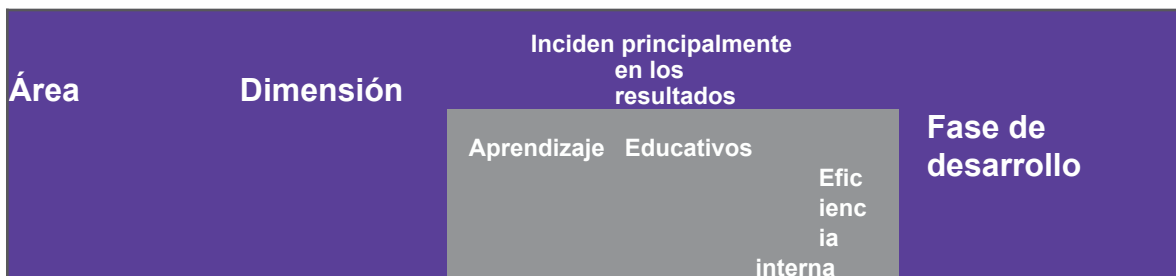 Área
Dimensión
Inciden principalmente
en los
resultados
Aprendizaje
Educativos
Efic
ienc
ia
interna
Fase de
desarrollo